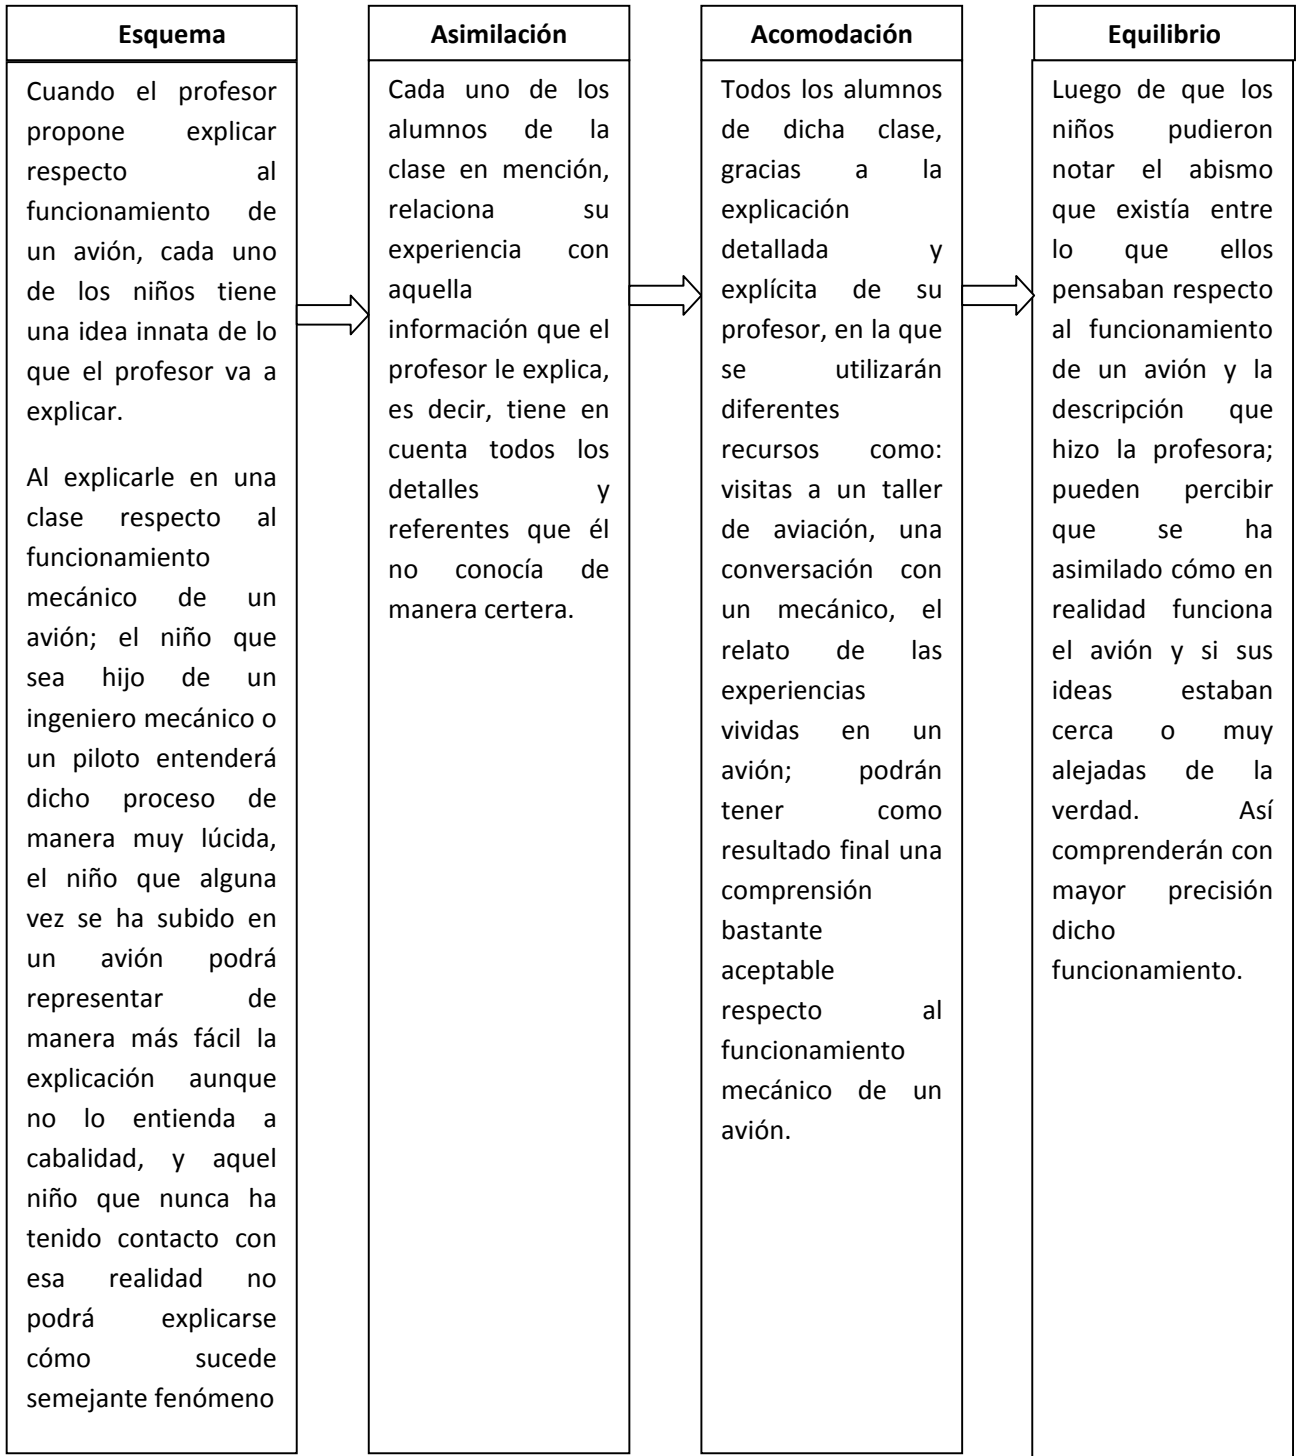 Esquema
Cuando el profesor
propone explicar
respecto al
funcionamiento de
un avión, cada uno
de los niños tiene
una idea innata de lo
que el profesor va a
explicar.
Al explicarle en una
clase respecto al
funcionamiento
mecánico de un
avión; el niño que
sea hijo de un
ingeniero mecánico o
un piloto entenderá
dicho proceso de
manera muy lúcida,
el niño que alguna
vez se ha subido en
un avión podrá
representar de
manera más fácil la
explicación aunque
no lo entienda a
cabalidad, y aquel
niño que nunca ha
tenido contacto con
esa realidad no
podrá explicarse
cómo sucede
semejante fenómeno
Asimilación
Cada uno de los
alumnos de la
clase en mención,
relaciona su
experiencia con
aquella
información que el
profesor le explica,
es decir, tiene en
cuenta todos los
detalles y
referentes que él
no conocía de
manera certera.
Acomodación
Todos los alumnos
de dicha clase,
gracias a la
explicación
detallada y
explícita de su
profesor, en la que
se utilizarán
diferentes
recursos como:
visitas a un taller
de aviación, una
conversación con
un mecánico, el
relato de las
experiencias
vividas en un
avión; podrán
tener como
resultado final una
comprensión
bastante
aceptable
respecto al
funcionamiento
mecánico de un
avión.
Equilibrio
Luego de que los
niños pudieron
notar el abismo
que existía entre
lo que ellos
pensaban respecto
al funcionamiento
de un avión y la
descripción que
hizo la profesora;
pueden percibir
que se ha
asimilado cómo en
realidad funciona
el avión y si sus
ideas estaban
cerca o muy
alejadas de la
verdad. Así
comprenderán con
mayor precisión
dicho
funcionamiento.